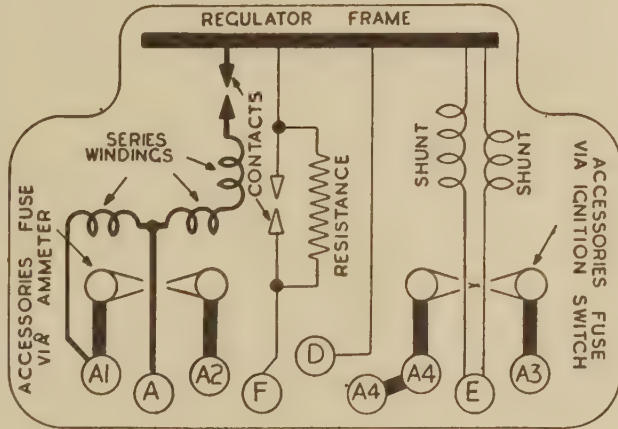 REGULATOR FRAME
SERIES
WINDINGS
CONTACTS
RESISTANCE
SHUNT
SHUNT
ACCESSORIES FUSE
VIA AMMETER
ACCESSORIES FUSE
VIA IGNITION SWITCH
A1
A
A2
F
D
A4
A4
E
A3